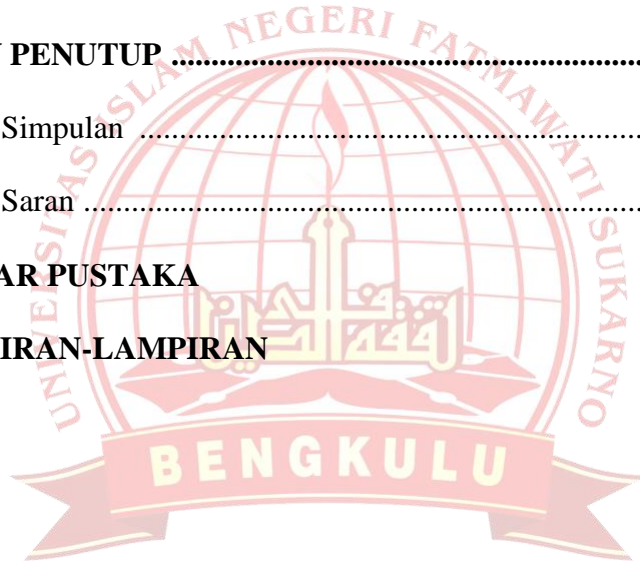 V PENUTUP ............................................................
Simpulan ................................................................
Saran .......................................................................
AR PUSTAKA
IRAN-LAMPIRAN
UNIVERSITAS ISLAM NEGERI FATMAWATI SUKARNO
BENGKULU